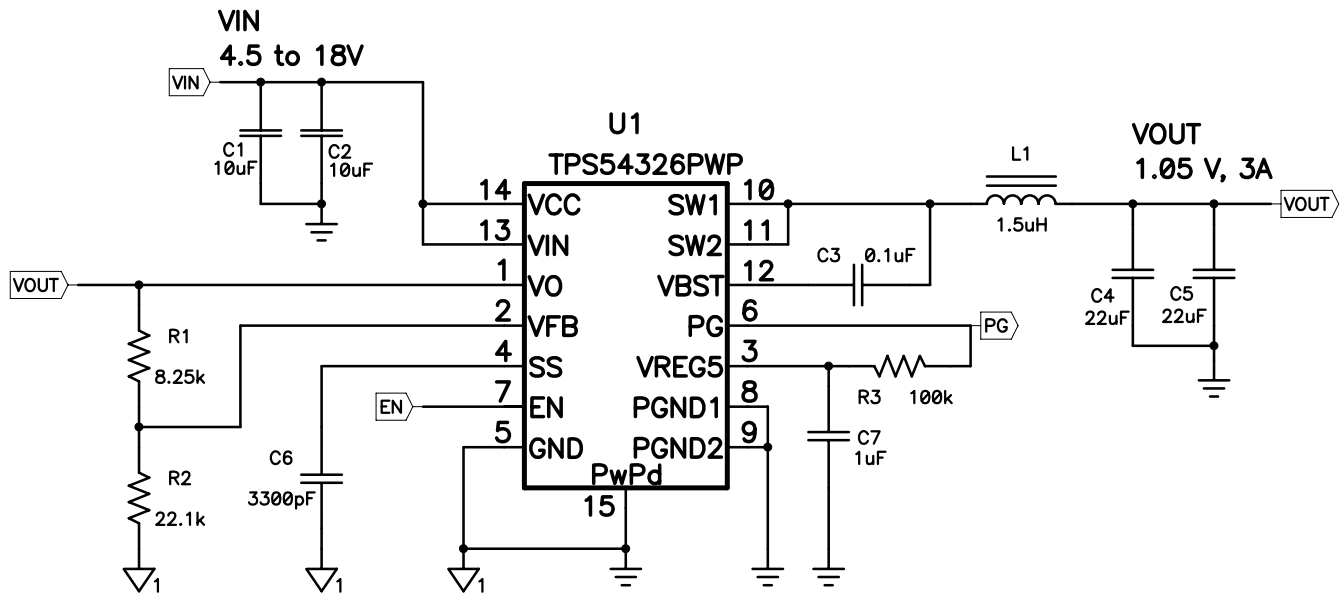 VIN
4.5 to 18V
VIN
C1
10uF
C2
10uF
U1
TPS54326PWP
14
VCC
13
VIN
1
VO
2
VFB
4
SS
7
EN
5
GND
SW1
10
SW2
11
VBST
12
PG
6
VREG5
3
PGND1
8
PGND2
9
PwPd
15
VOUT
R1
8.25k
R2
22.1k
C6
3300pF
EN
1
1
1
C3
0.1uF
L1
1.5uH
PG
R3
100k
C7
1uF
VOUT
1.05 V, 3A
VOUT
C4
22uF
C5
22uF